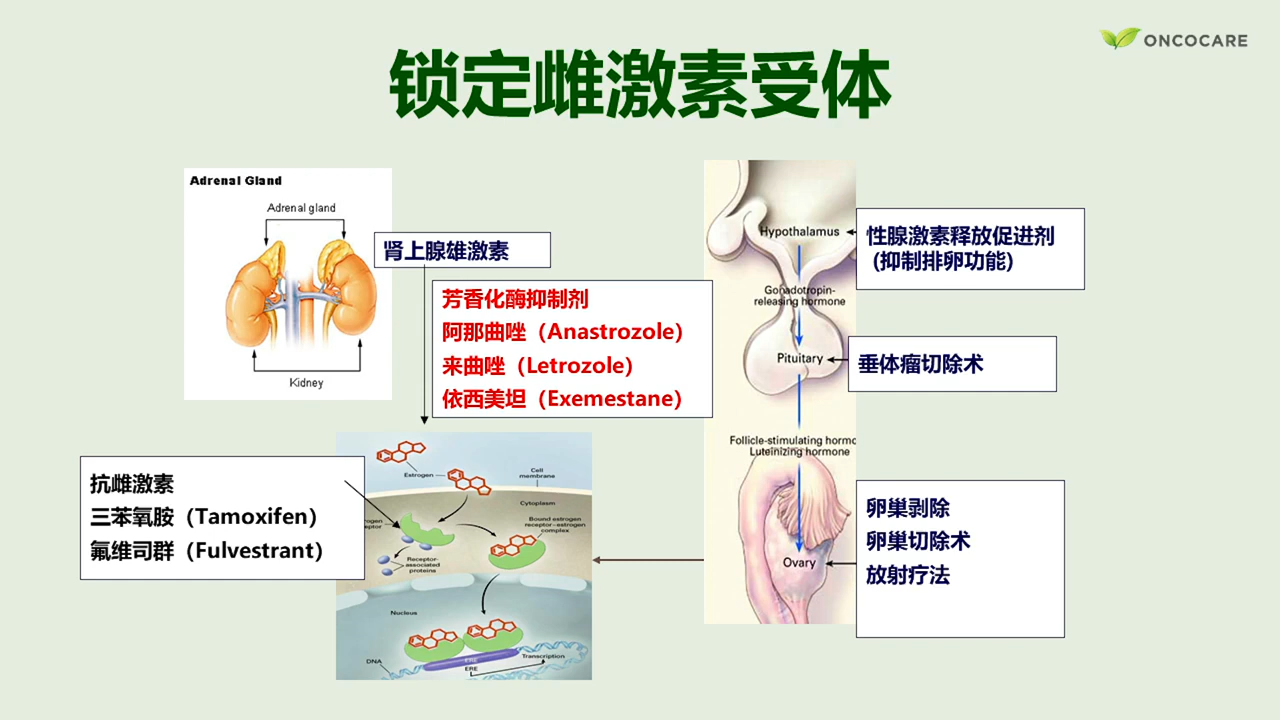 ONCOCARE
锁定雌激素受体
Adrenal Gland
Adrenal gland
Kidney
肾上腺雄激素
芳香化酶抑制剂
阿那曲唑（Anastrozole）
来曲唑（Letrozole）
依西美坦（Exemestane）
Hypothalamus
Gonadotropin-
releasing hormone
Pituitary
Follicle-stimulating hormo
Luteinizing hormone
Ovary
性腺激素释放促进剂
(抑制排卵功能)
垂体瘤切除术
卵巢剥除
卵巢切除术
放射疗法
抗雌激素
三苯氧胺（Tamoxifen）
氟维司群（Fulvestrant）
Estrogen
Cell
membrane
Cytoplasm
rogen
eptor
Bound estrogen
receptor–estrogen
complex
Receptor-
associated
proteins
Nucleus
DNA
ERE
ERE
Transcription